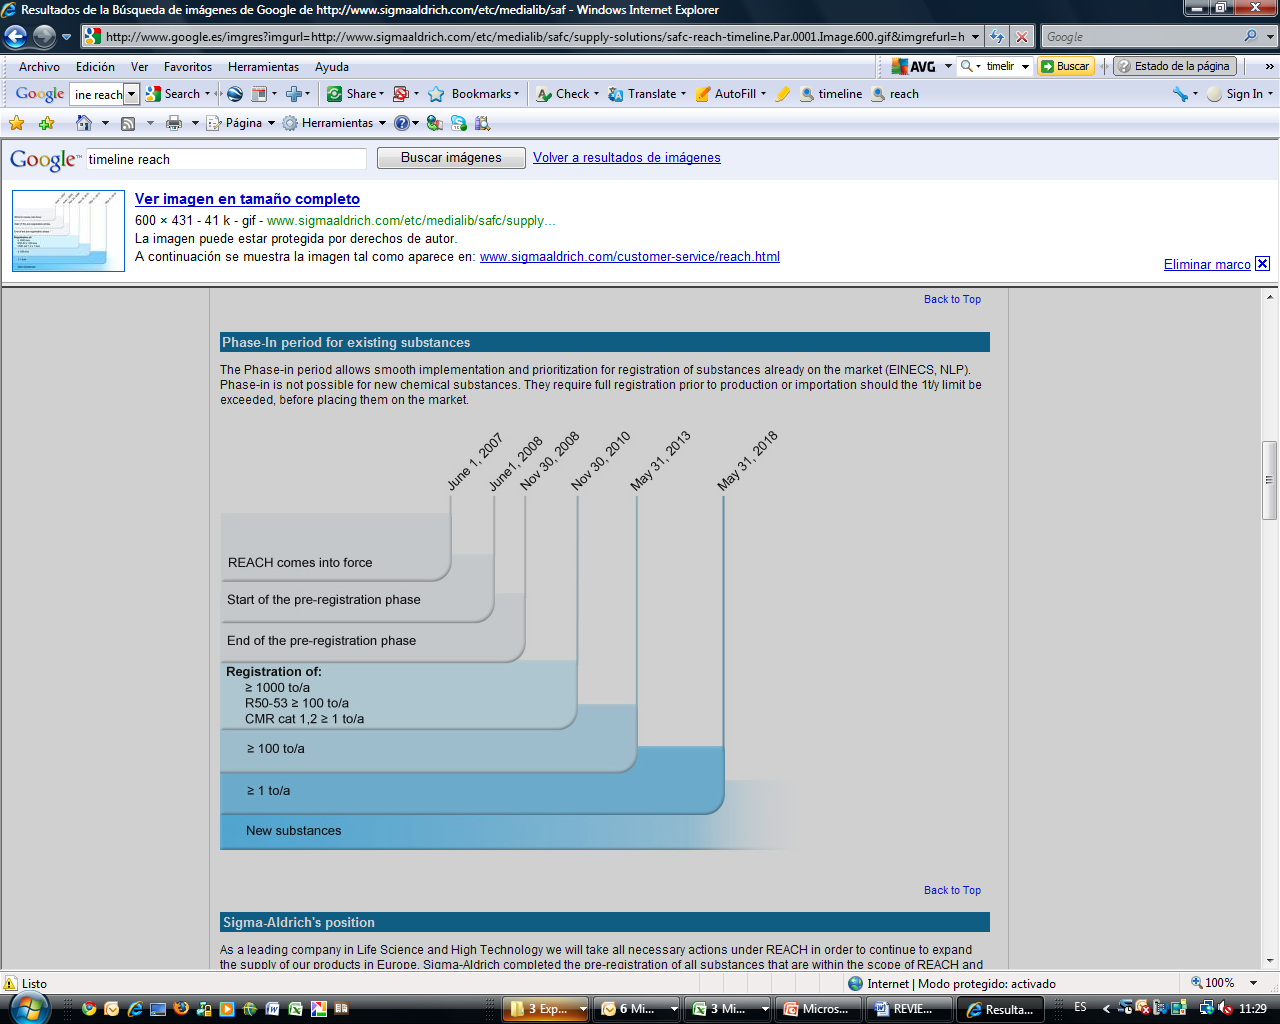 Resultados de la Búsqueda de imágenes de Google de http://www.sigmaaldrich.com/etc/medialib/saf - Windows Internet Explorer
http://www.google.es/imgres?imgurl=http://www.sigmaaldrich.com/etc/medialib/safc/supply-solutions/safc-reach-timeline.Par.0001.Image.600.gif&imgrefurl=h
Google
Archivo Edición Ver Favoritos Herramientas Ayuda
AVG timelir Buscar Estado de la página »
Google ine reach Search Share Bookmarks Check Translate AutoFill timeline reach Sign In
Página Herramientas
Google™ timeline reach Buscar imágenes Volver a resultados de imágenes
Ver imagen en tamaño completo
600 × 431 - 41 k - gif - www.sigmaaldrich.com/etc/medialib/safc/supply...
La imagen puede estar protegida por derechos de autor.
A continuación se muestra la imagen tal como aparece en: www.sigmaaldrich.com/customer-service/reach.html
Eliminar marco
Back to Top
Phase-In period for existing substances
The Phase-in period allows smooth implementation and prioritization for registration of substances already on the market (EINECS, NLP).
Phase-in is not possible for new chemical substances. They require full registration prior to production or importation should the 1t/y limit be
exceeded, before placing them on the market.
June 1, 2007
June1, 2008
Nov 30, 2008
Nov 30, 2010
May 31, 2013
May 31, 2018
REACH comes into force
Start of the pre-registration phase
End of the pre-registration phase
Registration of:
≥ 1000 to/a
R50-53 ≥ 100 to/a
CMR cat 1,2 ≥ 1 to/a
≥ 100 to/a
≥ 1 to/a
New substances
Back to Top
Sigma-Aldrich's position
As a leading company in Life Science and High Technology we will take all necessary actions under REACH in order to continue to expand
the supply of our products in Europe. Sigma-Aldrich completed the pre-registration of all substances that are within the scope of REACH and
Listo Internet | Modo protegido: activado 100%
3 Exp... 6 Mi... 3 Mi... Micros... REVIE... Resulta... ES 11:29